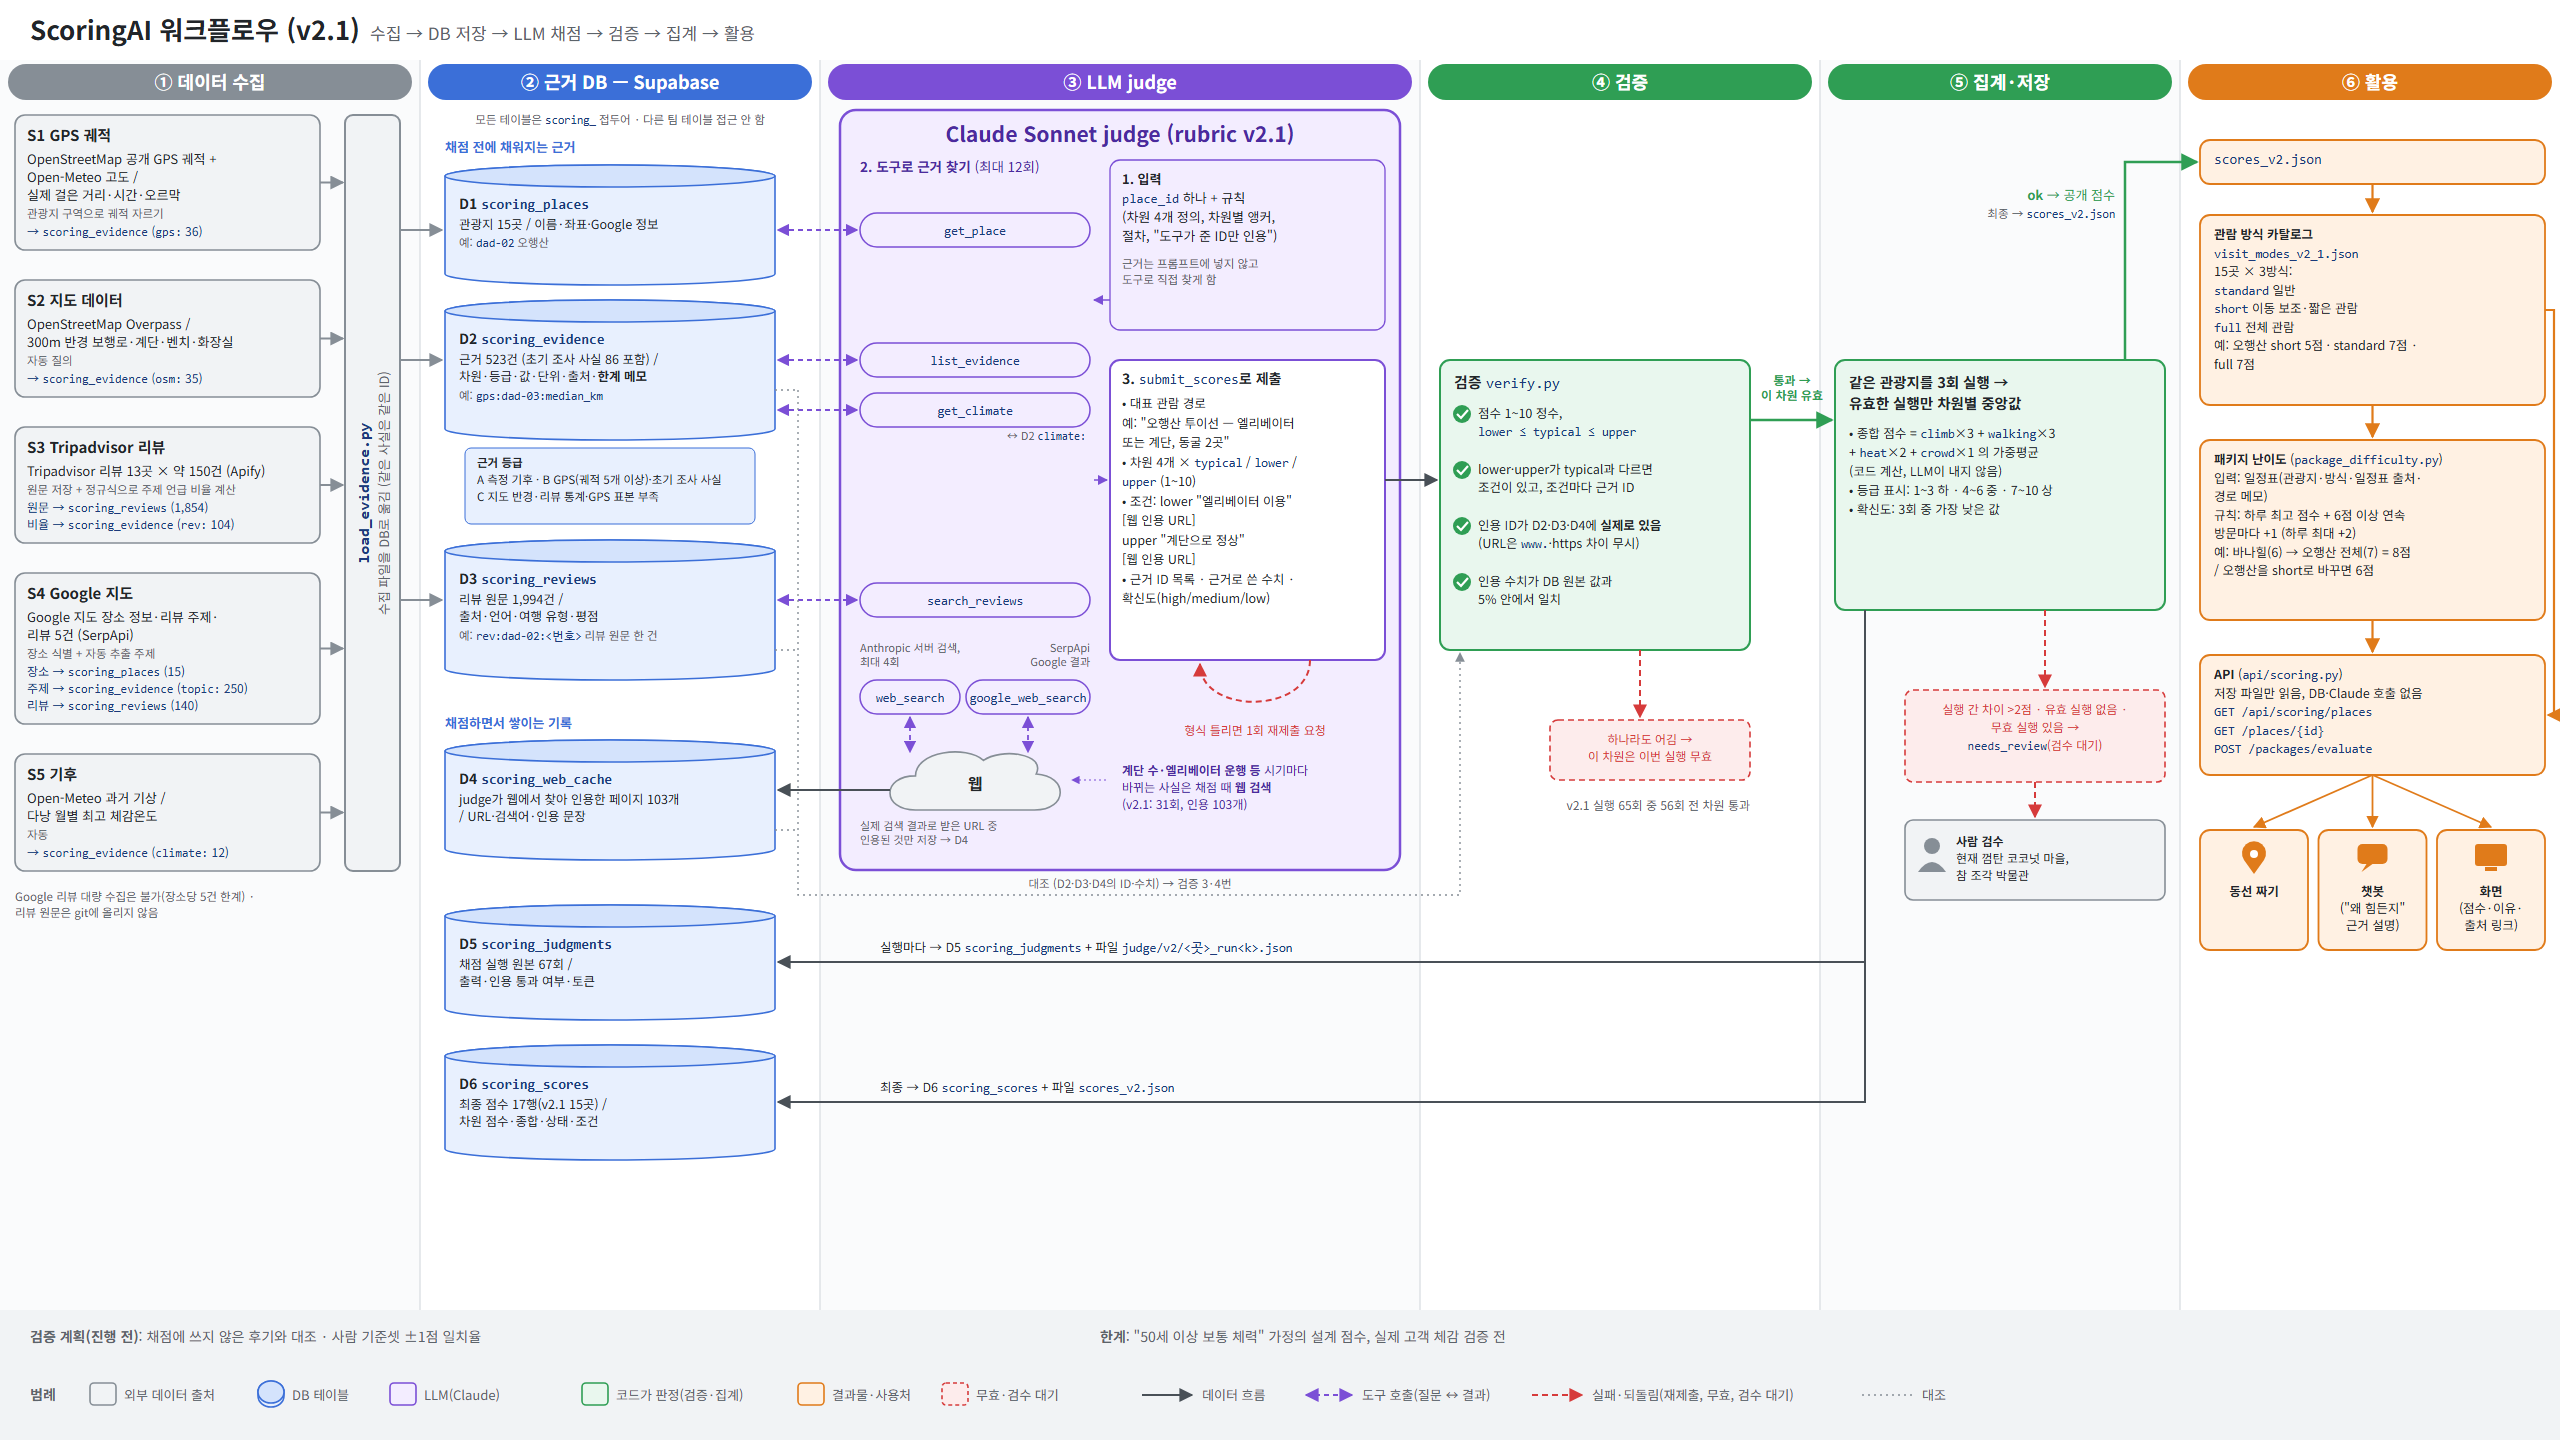 ScoringAI 워크플로우 (v2.1) 수집 → DB 저장 → LLM 채점 → 검증 → 집계 → 활용
① 데이터 수집
S1 GPS 궤적
OpenStreetMap 공개 GPS 궤적 +
Open-Meteo 고도 /
실제 걸은 거리·시간·오르막
관광지 구역으로 궤적 자르기
→ scoring_evidence (gps: 36)
S2 지도 데이터
OpenStreetMap Overpass /
300m 반경 보행로·계단·벤치·화장실
자동 질의
→ scoring_evidence (osm: 35)
S3 Tripadvisor 리뷰
Tripadvisor 리뷰 13곳 × 약 150건 (Apify)
원문 저장 + 정규식으로 주제 언급 비율 계산
원문 → scoring_reviews (1,854)
비율 → scoring_evidence (rev: 104)
S4 Google 지도
Google 지도 장소 정보·리뷰 주제·
리뷰 5건 (SerpApi)
장소 식별 + 자동 추출 주제
장소 → scoring_places (15)
주제 → scoring_evidence (topic: 250)
리뷰 → scoring_reviews (140)
S5 기후
Open-Meteo 과거 기상 /
다낭 월별 최고 체감온도
자동
→ scoring_evidence (climate: 12)
Google 리뷰 대량 수집은 불가(장소당 5건 한계) ·
리뷰 원문은 git에 올리지 않음
load_evidence.py
수집 파일을 DB로 옮김 (같은 사실은 같은 ID)
② 근거 DB — Supabase
모든 테이블은 scoring_ 접두어 · 다른 팀 테이블 접근 안 함
채점 전에 채워지는 근거
D1 scoring_places
관광지 15곳 / 이름·좌표·Google 정보
예: dad-02 오행산
D2 scoring_evidence
근거 523건 (초기 조사 사실 86 포함) /
차원·등급·값·단위·출처·한계 메모
예: gps:dad-03:median_km
근거 등급
A 측정 기후 · B GPS(궤적 5개 이상)·초기 조사 사실
C 지도 반경·리뷰 통계·GPS 표본 부족
D3 scoring_reviews
리뷰 원문 1,994건 /
출처·언어·여행 유형·평점
예: rev:dad-02:<번호> 리뷰 원문 한 건
채점하면서 쌓이는 기록
D4 scoring_web_cache
judge가 웹에서 찾아 인용한 페이지 103개
/ URL·검색어·인용 문장
D5 scoring_judgments
채점 실행 원본 67회 /
출력·인용 통과 여부·토큰
D6 scoring_scores
최종 점수 17행(v2.1 15곳) /
차원 점수·종합·상태·조건
③ LLM judge
Claude Sonnet judge (rubric v2.1)
2. 도구로 근거 찾기 (최대 12회)
get_place
list_evidence
get_climate
↔ D2 climate:
search_reviews
Anthropic 서버 검색,
최대 4회
SerpApi
Google 결과
web_search
google_web_search
웹
실제 검색 결과로 받은 URL 중
인용된 것만 저장 → D4
1. 입력
place_id 하나 + 규칙
(차원 4개 정의, 차원별 앵커,
절차, "도구가 준 ID만 인용")
근거는 프롬프트에 넣지 않고
도구로 직접 찾게 함
3. submit_scores로 제출
• 대표 관람 경로
예: "오행산 투이선 — 엘리베이터
또는 계단, 동굴 2곳"
• 차원 4개 × typical / lower /
upper (1~10)
• 조건: lower "엘리베이터 이용"
[웹 인용 URL]
upper "계단으로 정상"
[웹 인용 URL]
• 근거 ID 목록 · 근거로 쓴 수치 ·
확신도(high/medium/low)
형식 틀리면 1회 재제출 요청
계단 수·엘리베이터 운행 등 시기마다
바뀌는 사실은 채점 때 웹 검색
(v2.1: 31회, 인용 103개)
대조 (D2·D3·D4의 ID·수치) → 검증 3·4번
실행마다 → D5 scoring_judgments + 파일 judge/v2/<곳>_run<k>.json
최종 → D6 scoring_scores + 파일 scores_v2.json
④ 검증
검증 verify.py
점수 1~10 정수,
lower ≤ typical ≤ upper
lower·upper가 typical과 다르면
조건이 있고, 조건마다 근거 ID
인용 ID가 D2·D3·D4에 실제로 있음
(URL은 www.·https 차이 무시)
인용 수치가 DB 원본 값과
5% 안에서 일치
통과 →
이 차원 유효
하나라도 어김 →
이 차원은 이번 실행 무효
v2.1 실행 65회 중 56회 전 차원 통과
⑤ 집계·저장
ok → 공개 점수
최종 → scores_v2.json
같은 관광지를 3회 실행 →
유효한 실행만 차원별 중앙값
• 종합 점수 = climb×3 + walking×3
+ heat×2 + crowd×1 의 가중평균
(코드 계산, LLM이 내지 않음)
• 등급 표시: 1~3 하 · 4~6 중 · 7~10 상
• 확신도: 3회 중 가장 낮은 값
실행 간 차이 >2점 · 유효 실행 없음 ·
무효 실행 있음 →
needs_review(검수 대기)
사람 검수
현재 껌탄 코코넛 마을,
참 조각 박물관
⑥ 활용
scores_v2.json
관람 방식 카탈로그
visit_modes_v2_1.json
15곳 × 3방식:
standard 일반
short 이동 보조·짧은 관람
full 전체 관람
예: 오행산 short 5점 · standard 7점 ·
full 7점
패키지 난이도 (package_difficulty.py)
입력: 일정표(관광지·방식·일정표 출처·
경로 메모)
규칙: 하루 최고 점수 + 6점 이상 연속
방문마다 +1 (하루 최대 +2)
예: 바나힐(6) → 오행산 전체(7) = 8점
/ 오행산을 short로 바꾸면 6점
API (api/scoring.py)
저장 파일만 읽음, DB·Claude 호출 없음
GET /api/scoring/places
GET /places/{id}
POST /packages/evaluate
동선 짜기
챗봇
("왜 힘든지"
근거 설명)
화면
(점수·이유·
출처 링크)
검증 계획(진행 전): 채점에 쓰지 않은 후기와 대조 · 사람 기준셋 ±1점 일치율
한계: "50세 이상 보통 체력" 가정의 설계 점수, 실제 고객 체감 검증 전
범례 외부 데이터 출처 DB 테이블 LLM(Claude) 코드가 판정(검증·집계) 결과물·사용처 무효·검수 대기 데이터 흐름 도구 호출(질문 ↔ 결과) 실패·되돌림(재제출, 무효, 검수 대기) 대조